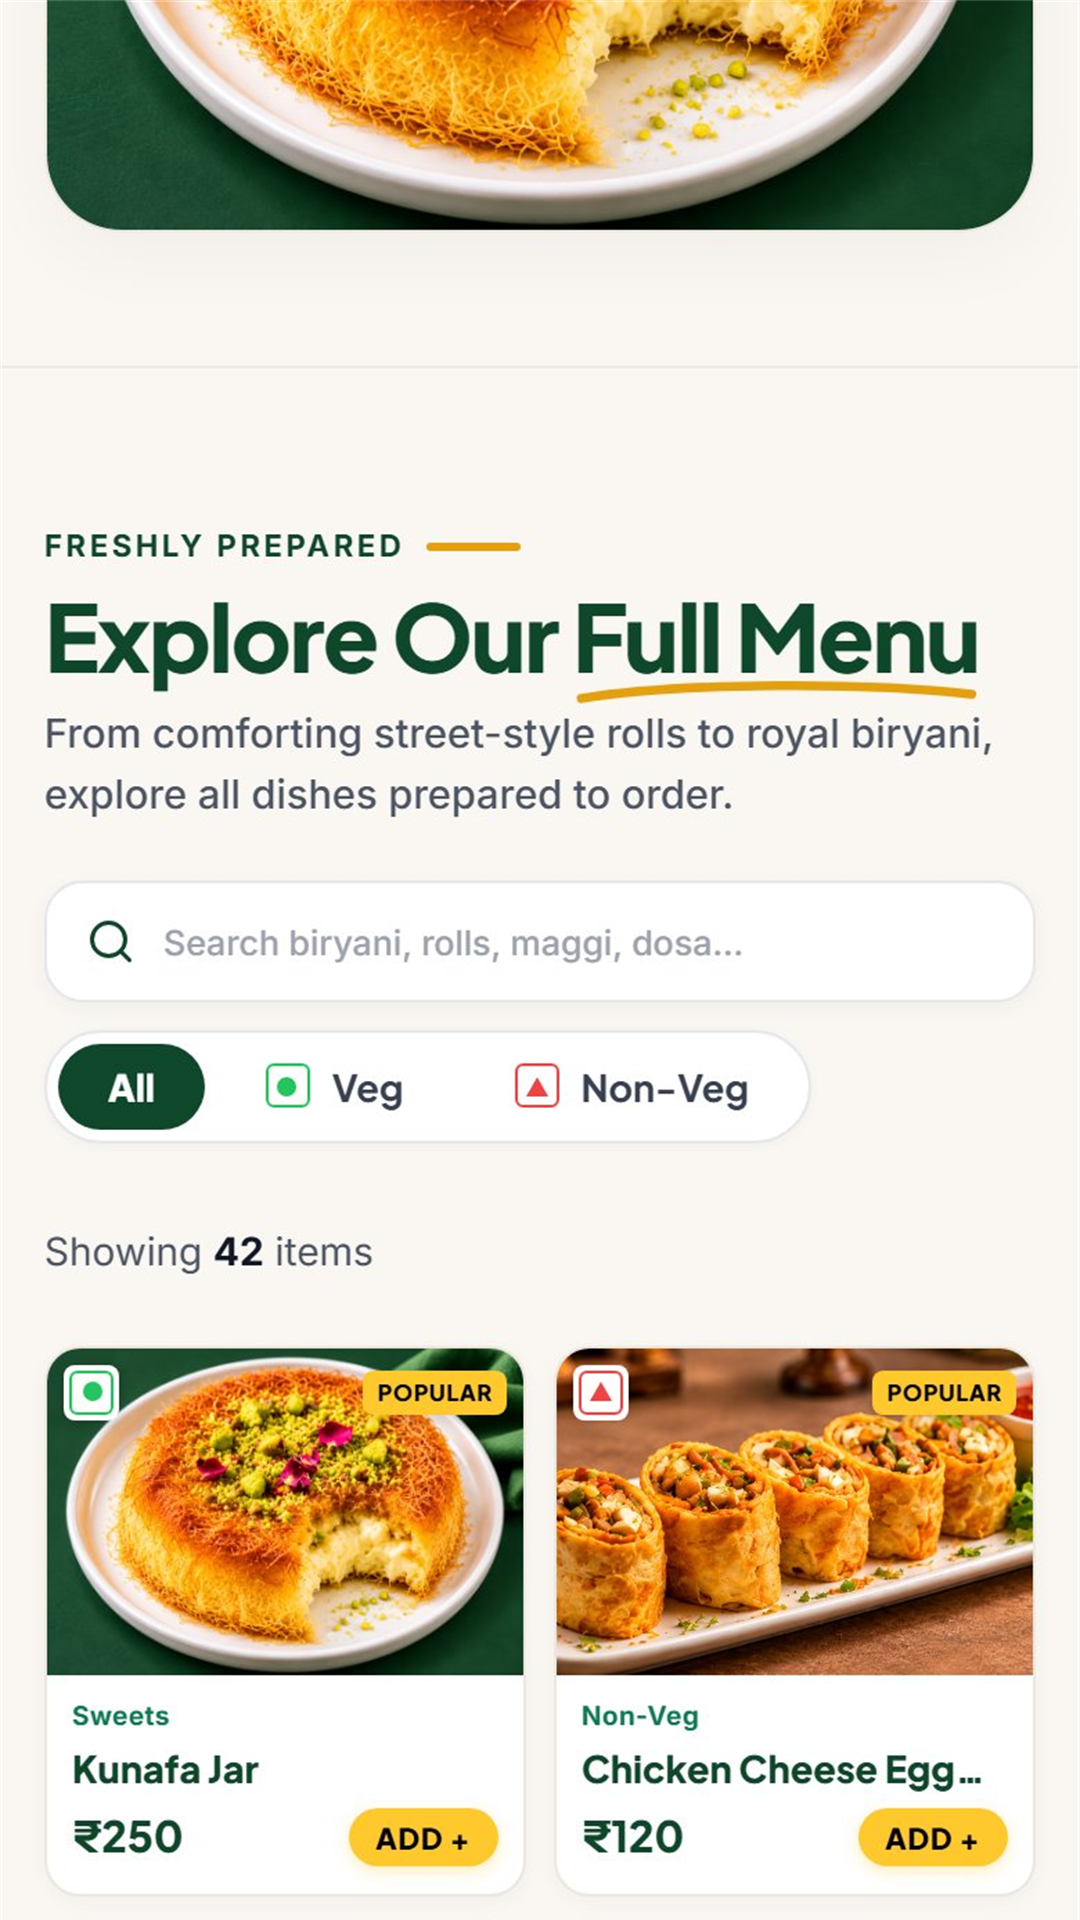 FRESHLY PREPARED
Explore Our Full Menu
From comforting street-style rolls to royal biryani,
explore all dishes prepared to order.
Search biryani, rolls, maggi, dosa...
All
Veg
Non-Veg
Showing 42 items
POPULAR
POPULAR
Sweets
Kunafa Jar
₹250
ADD +
Non-Veg
Chicken Cheese Egg...
₹120
ADD +